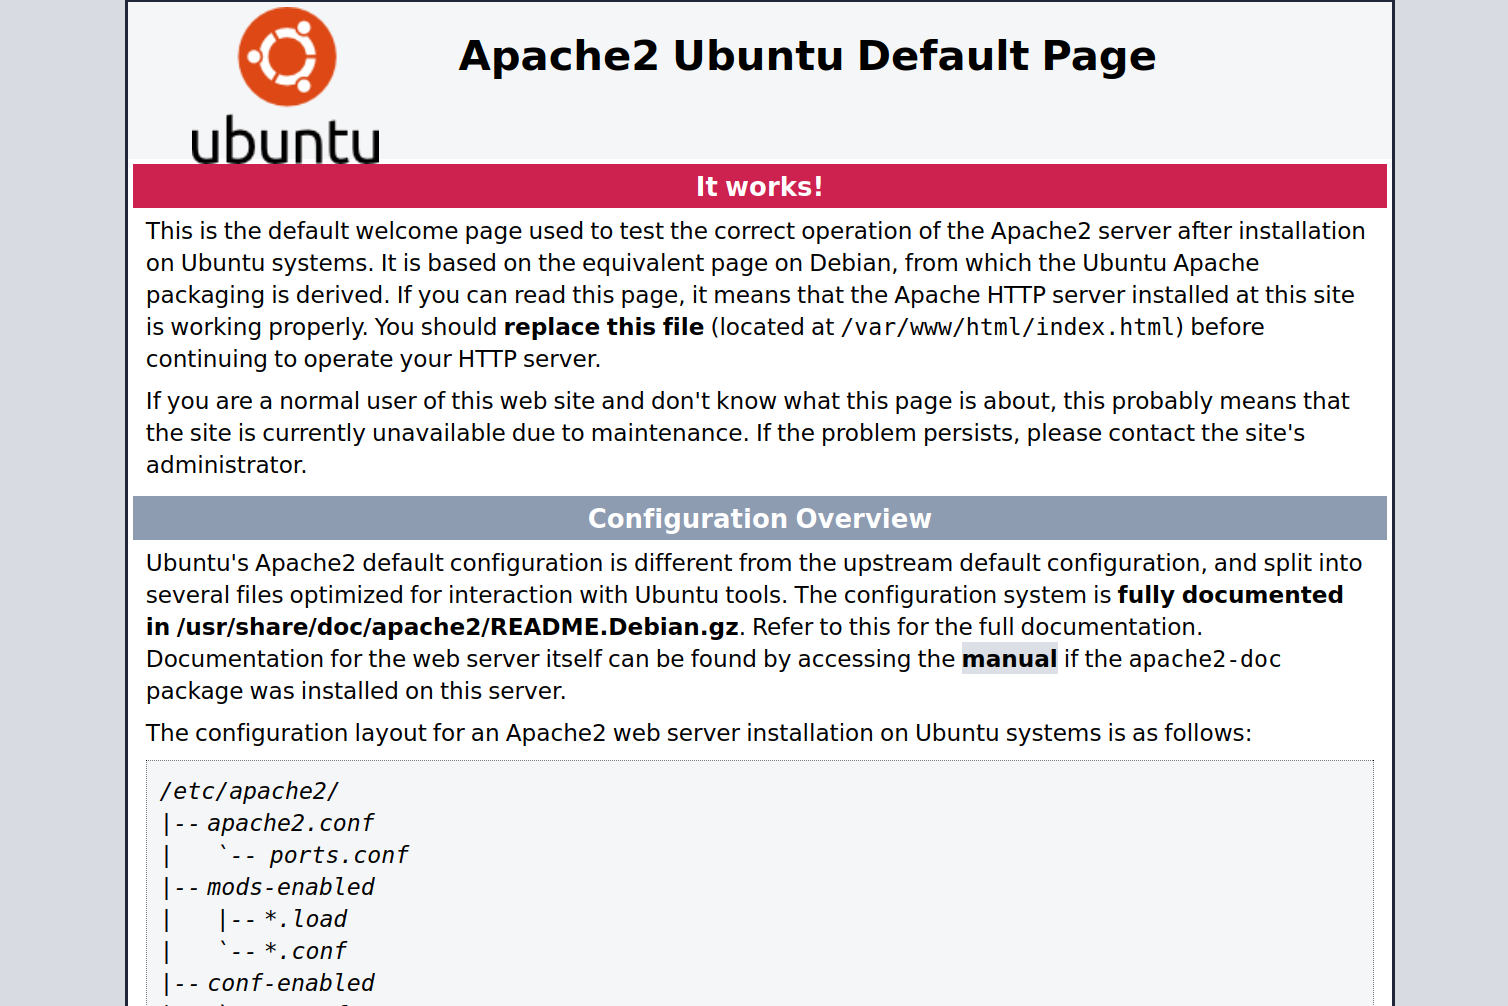 ubuntu
Apache2 Ubuntu Default Page
It works!
This is the default welcome page used to test the correct operation of the Apache2 server after installation
on Ubuntu systems. It is based on the equivalent page on Debian, from which the Ubuntu Apache
packaging is derived. If you can read this page, it means that the Apache HTTP server installed at this site
is working properly. You should replace this file (located at /var/www/html/index.html) before
continuing to operate your HTTP server.
If you are a normal user of this web site and don't know what this page is about, this probably means that
the site is currently unavailable due to maintenance. If the problem persists, please contact the site's
administrator.
Configuration Overview
Ubuntu's Apache2 default configuration is different from the upstream default configuration, and split into
several files optimized for interaction with Ubuntu tools. The configuration system is fully documented
in /usr/share/doc/apache2/README.Debian.gz. Refer to this for the full documentation.
Documentation for the web server itself can be found by accessing the manual if the apache2-doc
package was installed on this server.
The configuration layout for an Apache2 web server installation on Ubuntu systems is as follows:
/etc/apache2/
|-- apache2.conf
|   `-- ports.conf
|-- mods-enabled
|   |-- *.load
|   `-- *.conf
|-- conf-enabled